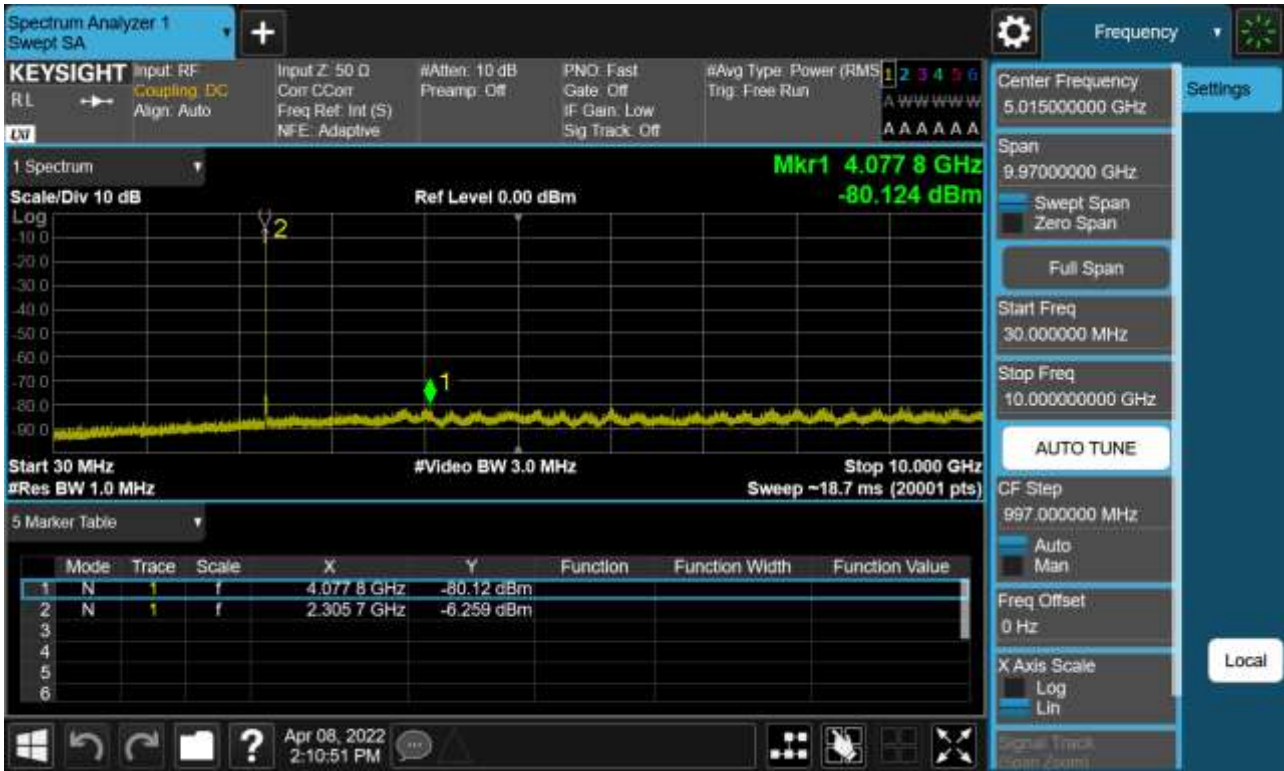 Spectrum Analyzer 1
Swept SA
+
Frequency
KEYSIGHT
RL
LXI
Input: RF
Coupling: DC
Align: Auto
Input Z: 50 Ω
Corr CCorr
Freq Ref: Int (S)
NFE: Adaptive
#Atten: 10 dB
Preamp: Off
PNO: Fast
Gate: Off
IF Gain: Low
Sig Track: Off
#Avg Type: Power (RMS
Trig: Free Run
1 2 3 4 5 6
A W W W W W
A A A A A A
1 Spectrum
Scale/Div 10 dB
Ref Level 0.00 dBm
Mkr1 4.077 8 GHz
-80.124 dBm
Log
-10.0
-20.0
-30.0
-40.0
-50.0
-60.0
-70.0
-80.0
-90.0
2
1
Start 30 MHz
#Video BW 3.0 MHz
Stop 10.000 GHz
#Res BW 1.0 MHz
Sweep ~18.7 ms (20001 pts)
5 Marker Table
Mode Trace Scale X Y Function Function Width Function Value
1 N 1 f 4.077 8 GHz -80.12 dBm
2 N 1 f 2.305 7 GHz -6.259 dBm
3
4
5
6
?
Apr 08, 2022
2:10:51 PM
Center Frequency
5.015000000 GHz
Settings
Span
9.97000000 GHz
Swept Span
Zero Span
Full Span
Start Freq
30.000000 MHz
Stop Freq
10.000000000 GHz
AUTO TUNE
CF Step
997.000000 MHz
Auto
Man
Freq Offset
0 Hz
X Axis Scale
Log
Lin
Local
Signal Track
(Span Zoom)